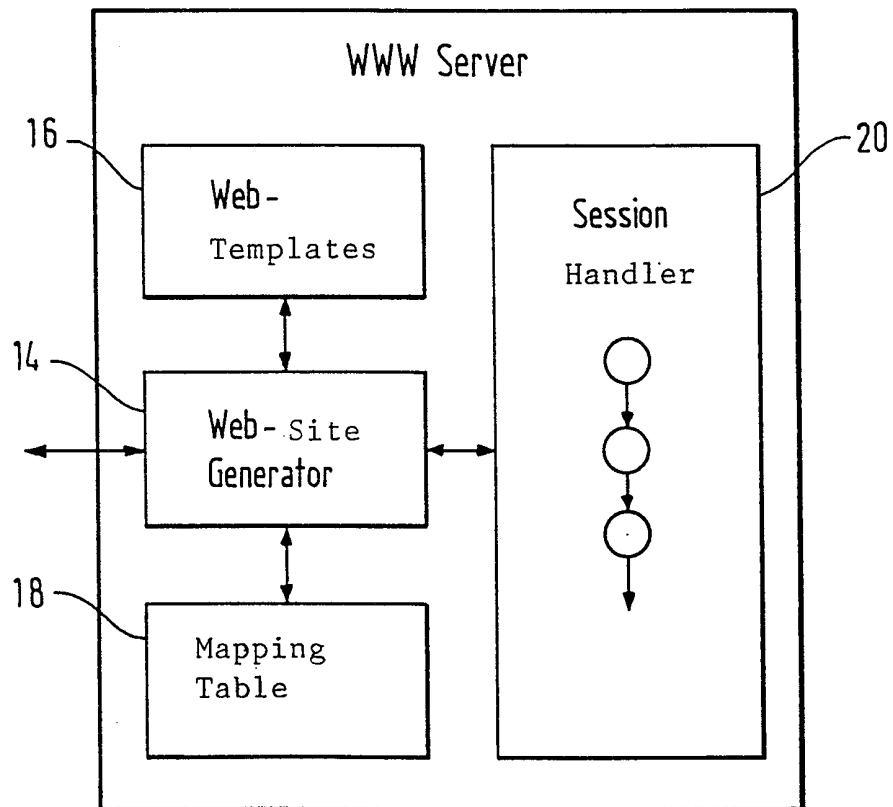 WWW Server
16
20
Web-
Templates
Session
Handler
14
Web- Site
Generator
18
Mapping
Table